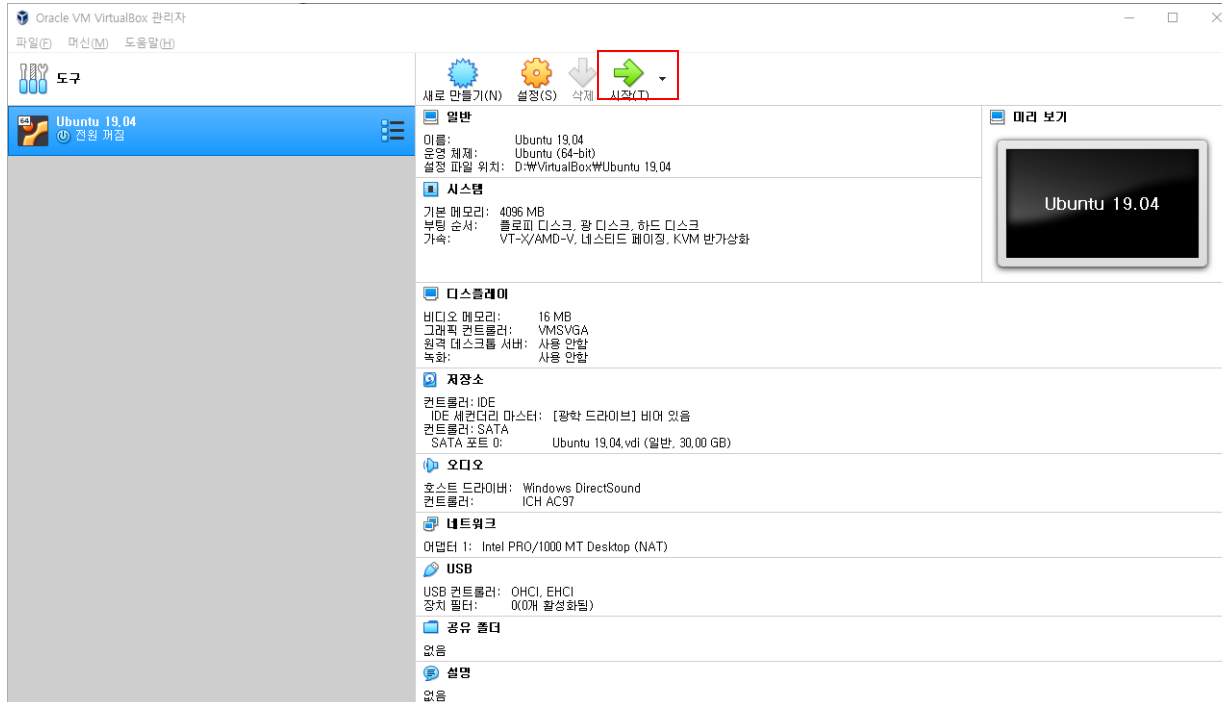 Oracle VM VirtualBox 관리자
파일(F) 머신(M) 도움말(H)
도구
새로 만들기(N) 설정(S) 삭제 시작(T)
64
Ubuntu 19.04
전원 꺼짐
일반
이름: Ubuntu 19.04
운영 체제: Ubuntu (64-bit)
설정 파일 위치: D:₩VirtualBox₩Ubuntu 19.04
미리 보기
Ubuntu 19.04
시스템
기본 메모리: 4096 MB
부팅 순서: 플로피 디스크, 광 디스크, 하드 디스크
가속: VT-x/AMD-V, 네스티드 페이징, KVM 반가상화
디스플레이
비디오 메모리: 16 MB
그래픽 컨트롤러: VMSVGA
원격 데스크톱 서버: 사용 안함
녹화: 사용 안함
저장소
컨트롤러: IDE
IDE 세컨더리 마스터: [광학 드라이브] 비어 있음
컨트롤러: SATA
SATA 포트 0: Ubuntu 19.04.vdi (일반, 30.00 GB)
오디오
호스트 드라이버: Windows DirectSound
컨트롤러: ICH AC97
네트워크
어댑터 1: Intel PRO/1000 MT Desktop (NAT)
USB
USB 컨트롤러: OHCI, EHCI
장치 필터: 0(0개 활성화됨)
공유 폴더
없음
설명
없음